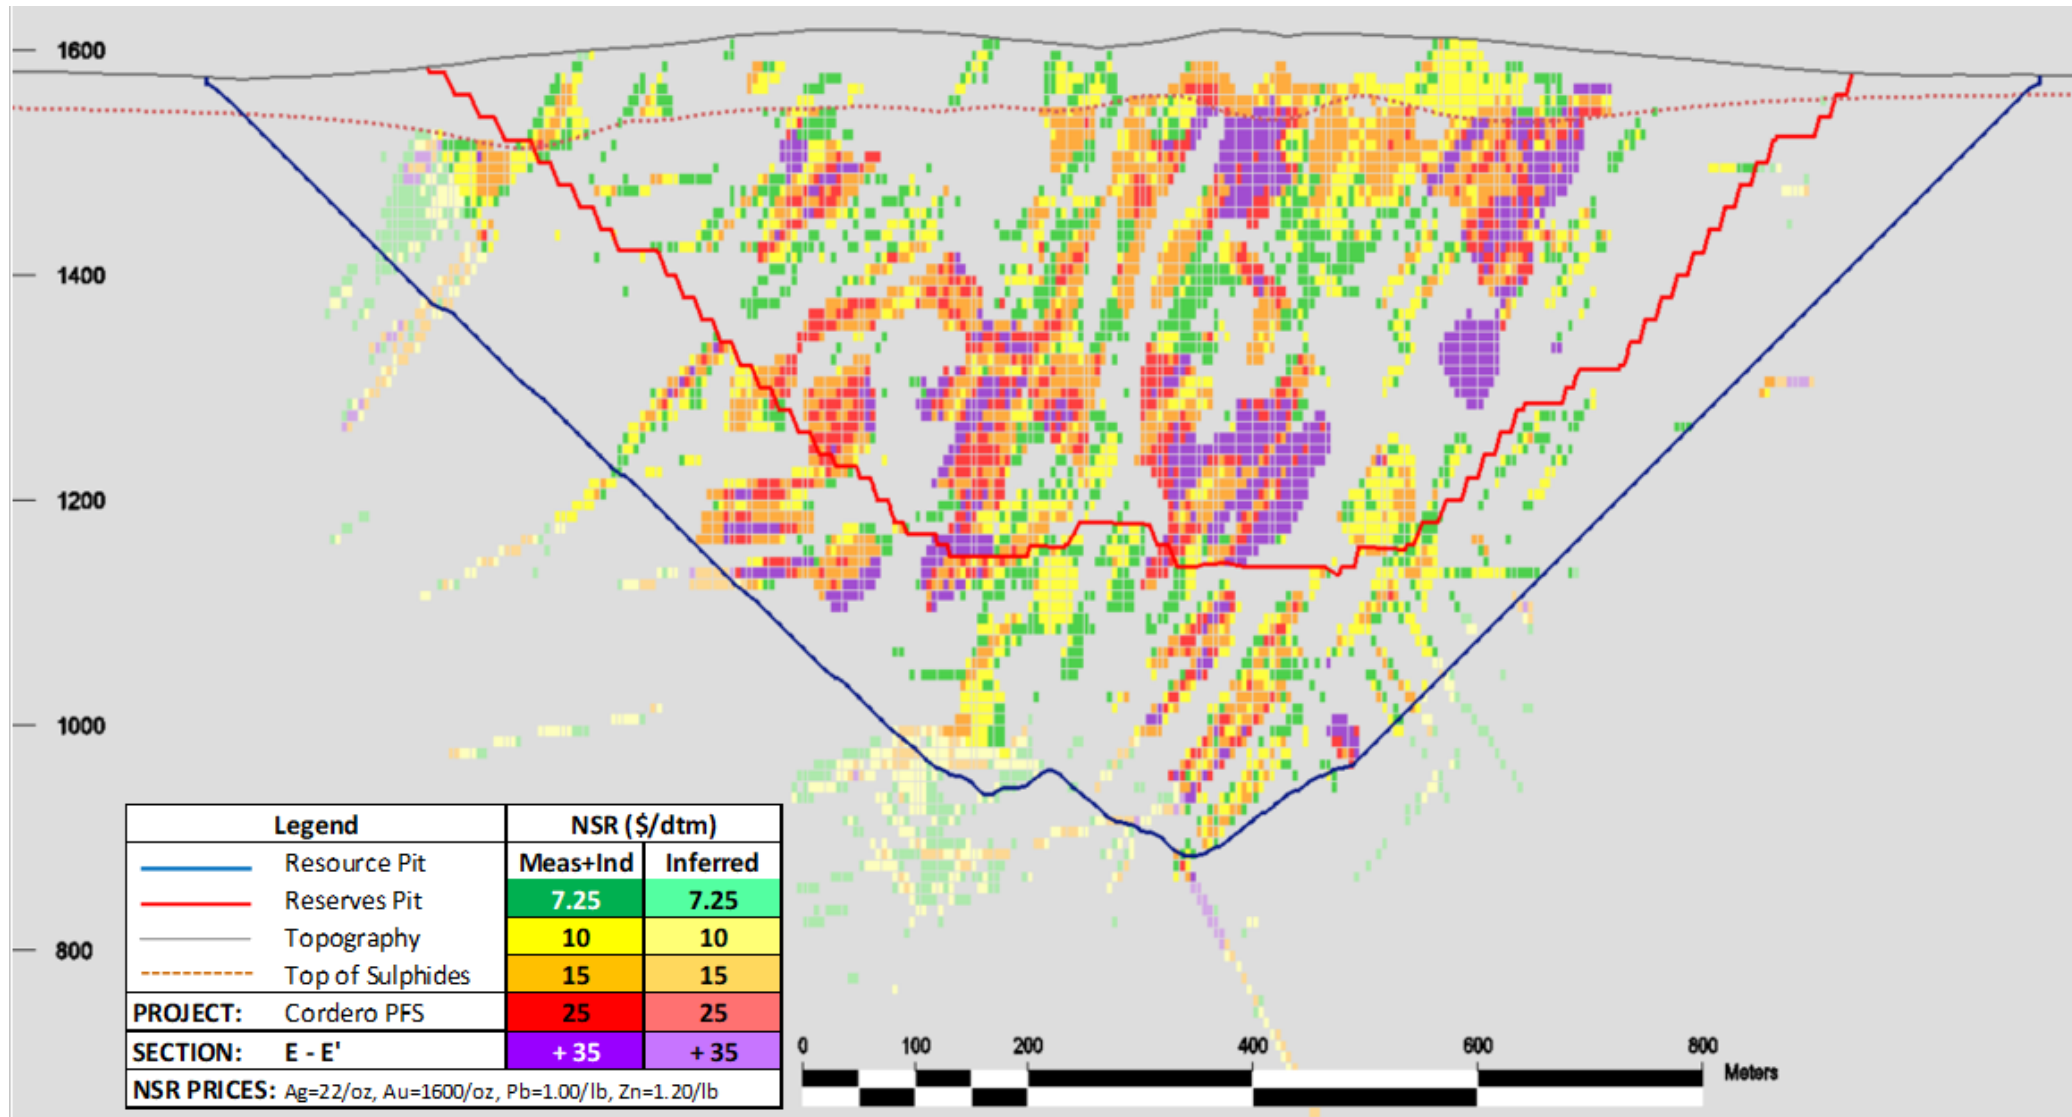 1600
1400
1200
1000
800
Legend NSR ($/dtm)
Resource Pit Meas+Ind Inferred
Reserves Pit 7.25 7.25
Topography 10 10
Top of Sulphides 15 15
PROJECT: Cordero PFS 25 25
SECTION: E - E' + 35 + 35
NSR PRICES: Ag=22/oz, Au=1600/oz, Pb=1.00/lb, Zn=1.20/lb
0 100 200 400 600 800
Meters